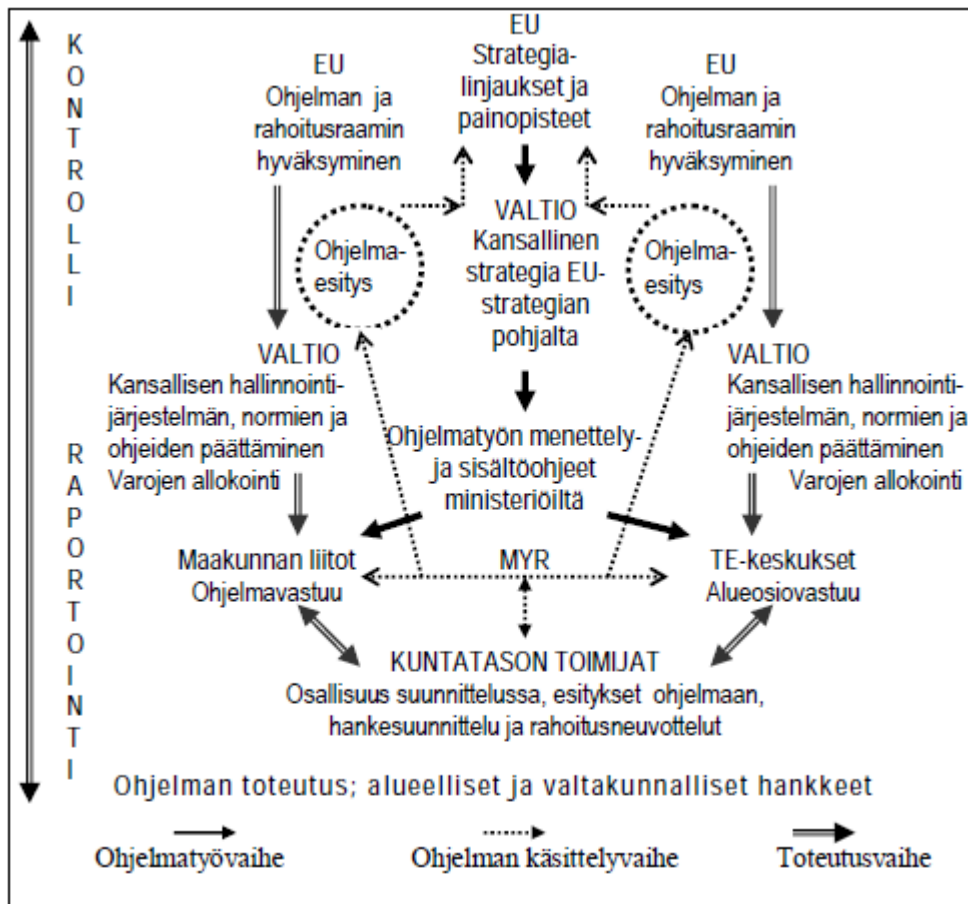 KONTROLLI
RAPORTOINTI
EU
Strategia-
linjaukset ja
painopisteet
EU
Ohjelman ja
rahoitusraamin
hyväksyminen
EU
Ohjelman ja
rahoitusraamin
hyväksyminen
Ohjelma-
esitys
VALTIO
Kansallinen
strategia EU-
strategian
pohjalta
Ohjelma-
esitys
VALTIO
Kansallisen hallinnointi-
järjestelmän, normien ja
ohjeiden päättäminen
Varojen allokointi
Ohjelmatyön menettely-
ja sisältöohjeet
ministeriöiltä
VALTIO
Kansallisen hallinnointi-
järjestelmän, normien ja
ohjeiden päättäminen
Varojen allokointi
Maakunnan liitot
Ohjelmavastuu
MYR
TE-keskukset
Alueosiovastuu
KUNTATASON TOIMIJAT
Osallisuus suunnittelussa, esitykset ohjelmaan,
hankesuunnittelu ja rahoitusneuvottelut
Ohjelman toteutus; alueelliset ja valtakunnalliset hankkeet
Ohjelmatyövaihe
Ohjelman käsittelyvaihe
Toteutusvaihe